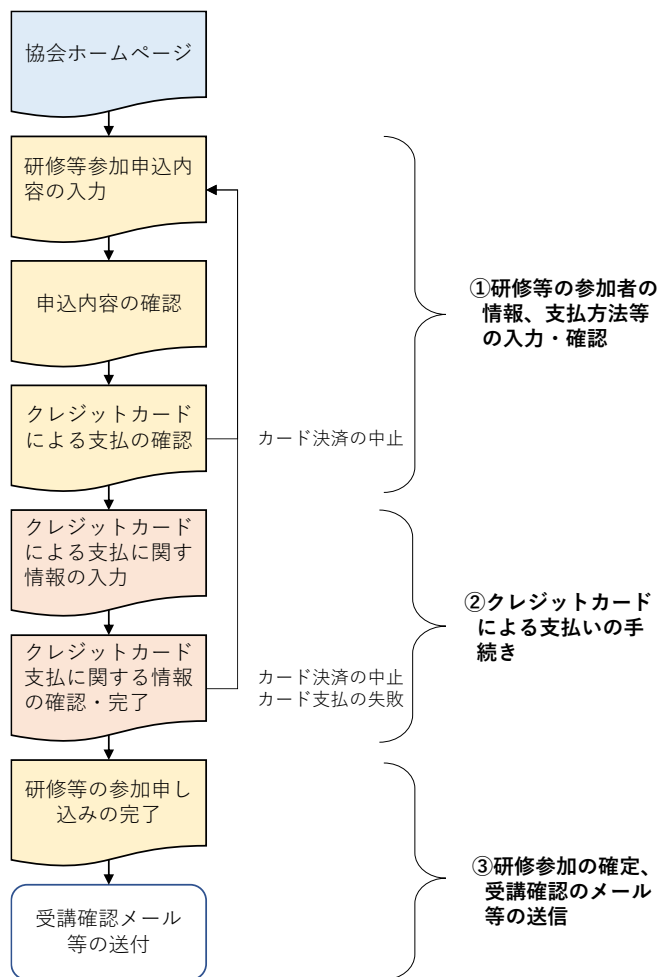 協会ホームページ
研修等参加申込内
容の入力
申込内容の確認
①研修等の参加者の
情報、支払方法等
の入力・確認
クレジットカード
による支払の確認
カード決済の中止
クレジットカード
による支払に関す
情報の入力
②クレジットカード
による支払いの手
続き
クレジットカード
支払に関する情報
の確認・完了
カード決済の中止
カード支払の失敗
研修等の参加申し
込みの完了
③研修参加の確定、
受講確認のメール
等の送信
受講確認メール
等の送付